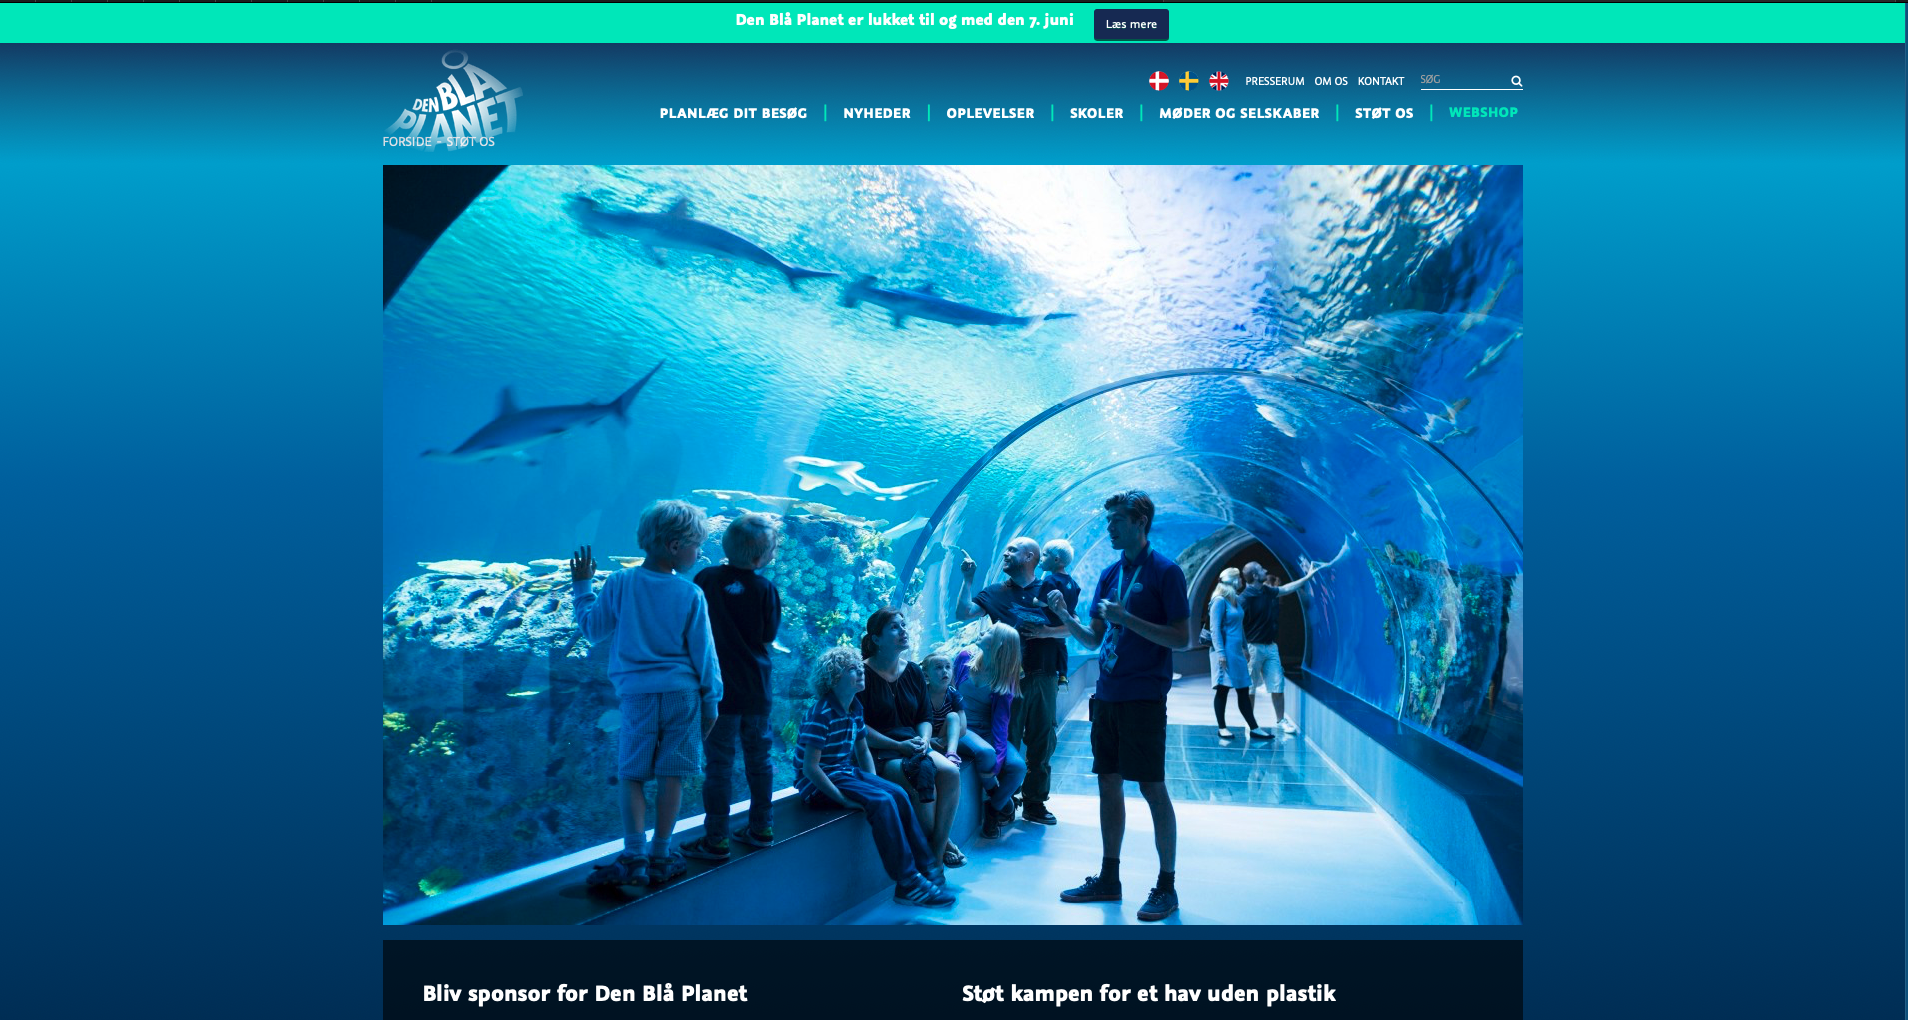 Den Blå Planet er lukket til og med den 7. juni
Læs mere
DEN BLÅ PLANET
PRESSERUM OM OS KONTAKT SØG
PLANLÆG DIT BESØG NYHEDER OPLEVELSER SKOLER MØDER OG SELSKABER STØT OS WEBSHOP
FORSIDE - STØT OS
Bliv sponsor for Den Blå Planet
Støt kampen for et hav uden plastik